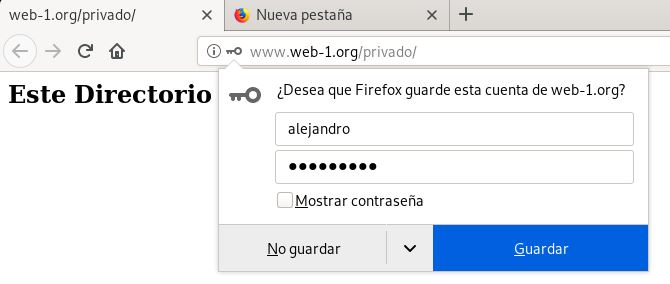 web-1.org/privado/
Nueva pestaña
www.web-1.org/privado/
Este Directorio
¿Desea que Firefox guarde esta cuenta de web-1.org?
alejandro
●●●●●●●●●
Mostrar contraseña
No guardar
Guardar